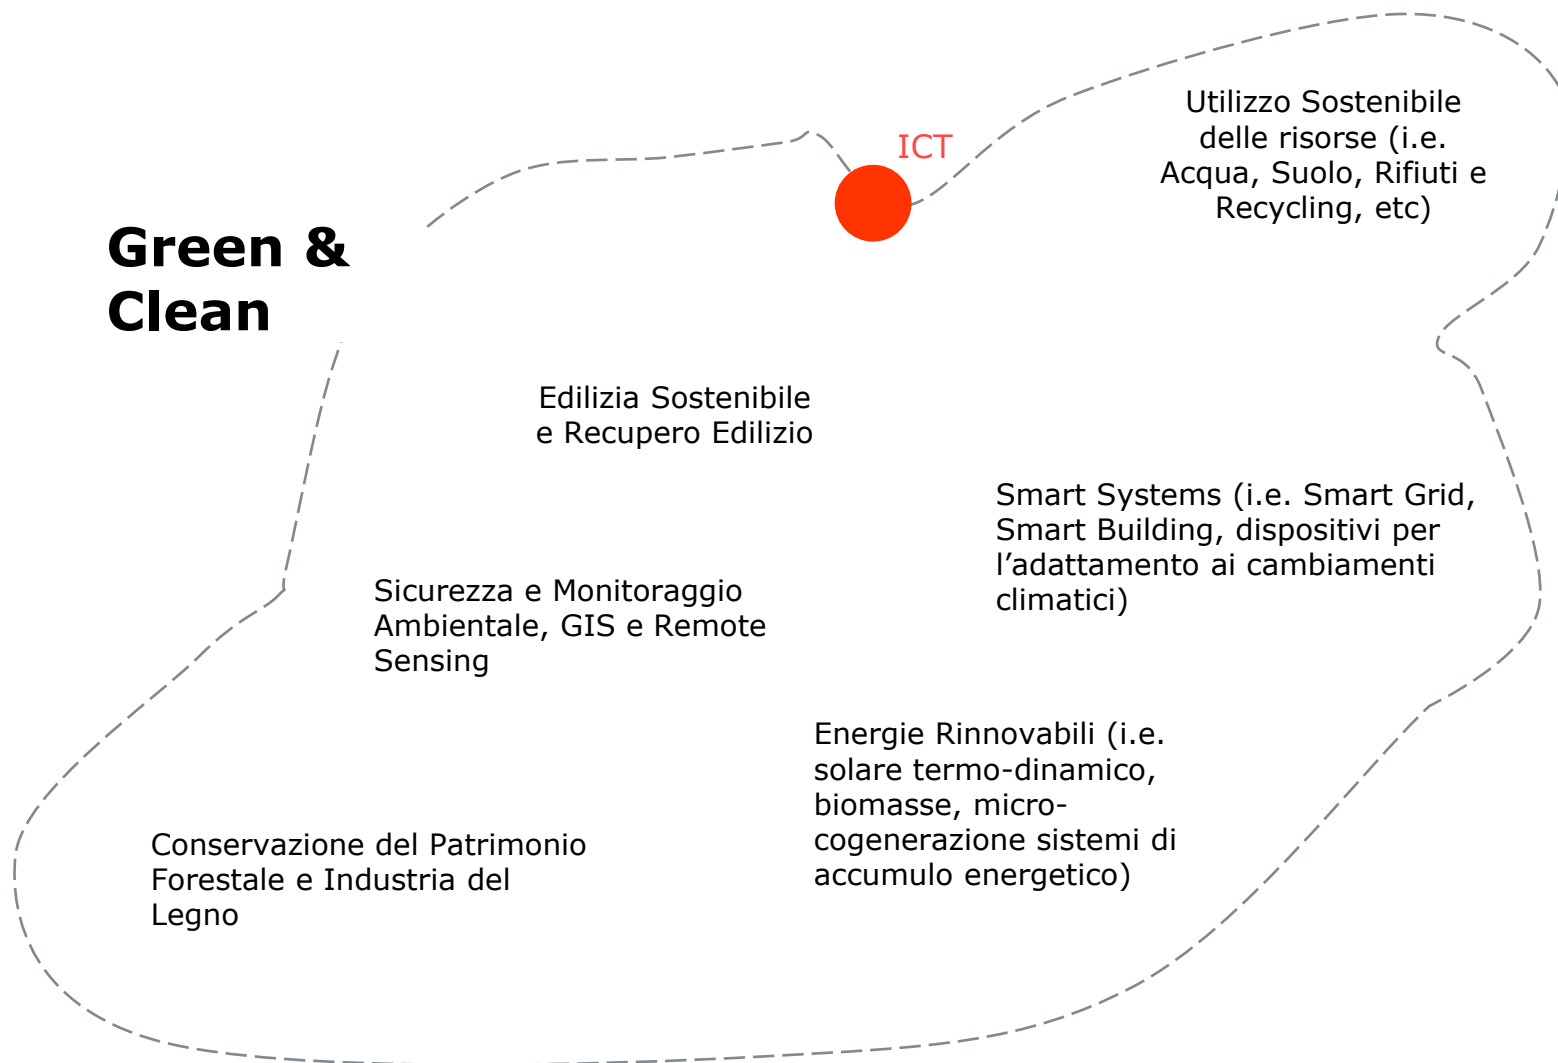 ICT
Utilizzo Sostenibile
delle risorse (i.e.
Acqua, Suolo, Rifiuti e
Recycling, etc)
Green &
Clean
Edilizia Sostenibile
e Recupero Edilizio
Smart Systems (i.e. Smart Grid,
Smart Building, dispositivi per
l’adattamento ai cambiamenti
climatici)
Sicurezza e Monitoraggio
Ambientale, GIS e Remote
Sensing
Energie Rinnovabili (i.e.
solare termo-dinamico,
biomasse, micro-
cogenerazione sistemi di
accumulo energetico)
Conservazione del Patrimonio
Forestale e Industria del
Legno